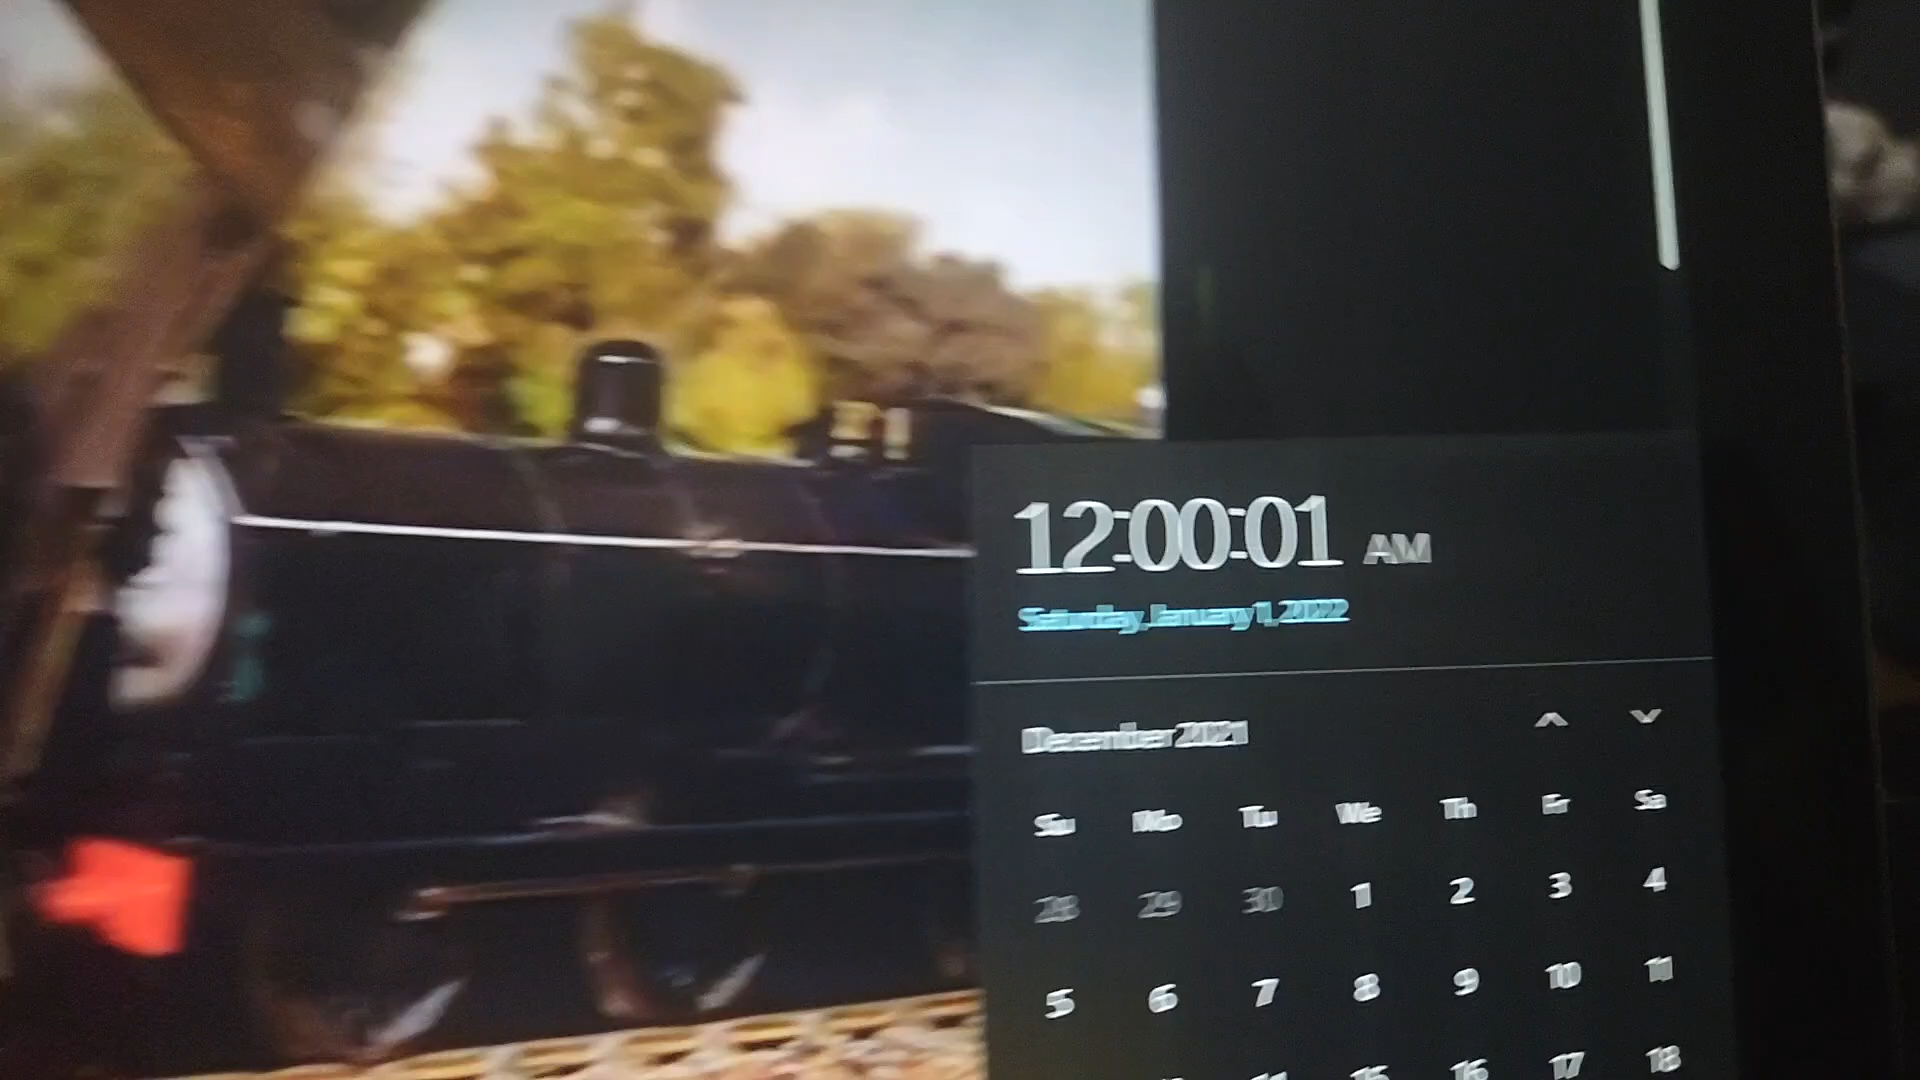 12:00:01 AM
Saturday, January 1, 2022
December 2021
Su Mo Tu We Th Fr Sa
28 29 30 1 2 3 4
5 6 7 8 9 10 11
15 16 17 18